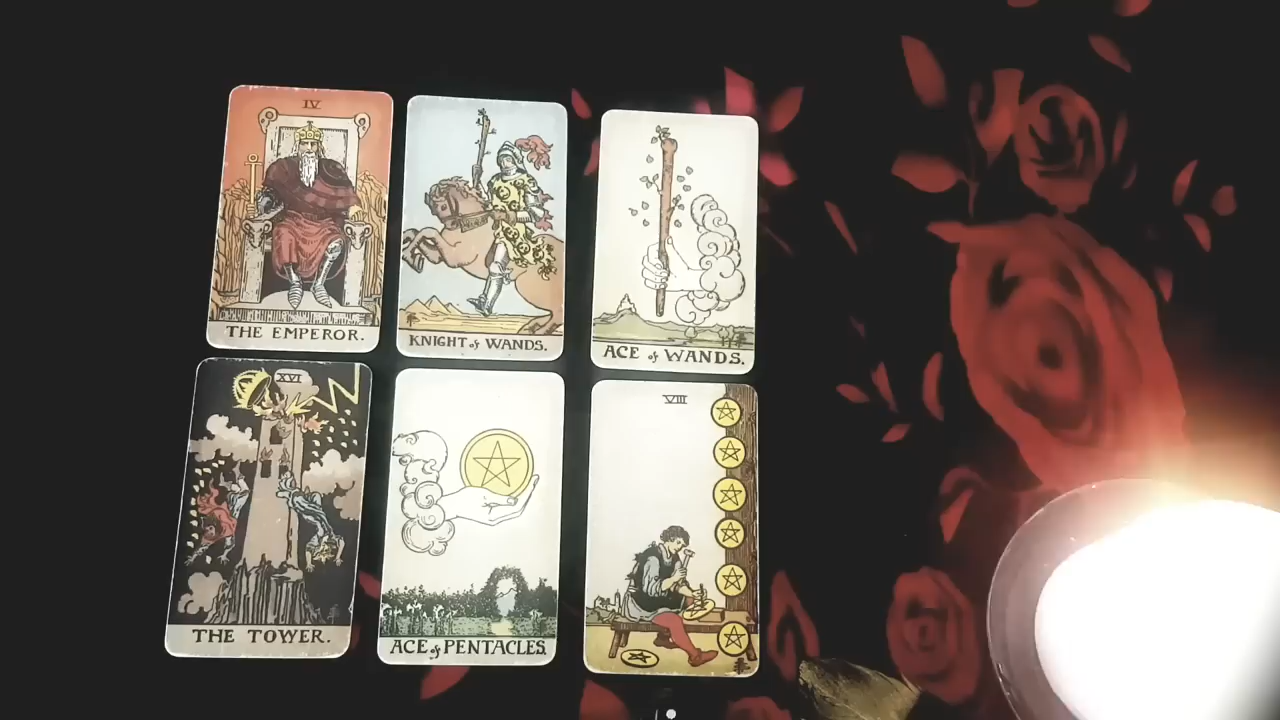 IV
THE EMPEROR.
KNIGHT of WANDS.
ACE of WANDS.
XVI
THE TOWER.
ACE of PENTACLES.
VIII